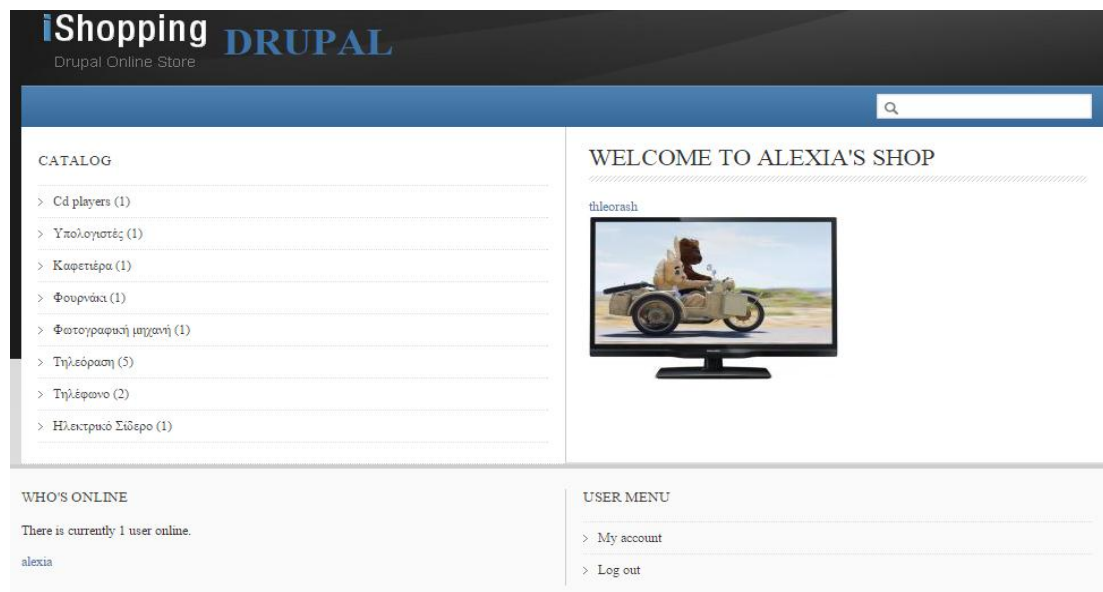 iShopping DRUPAL
Drupal Online Store
CATALOG
Cd players (1)
Υπολογιστές (1)
Καφετιέρα (1)
Φουρνάκι (1)
Φωτογραφική μηχανή (1)
Τηλεόραση (5)
Τηλέφωνο (2)
Ηλεκτρικό Σίδερο (1)
WELCOME TO ALEXIA'S SHOP
thleorash
WHO'S ONLINE
There is currently 1 user online.
alexia
USER MENU
My account
Log out